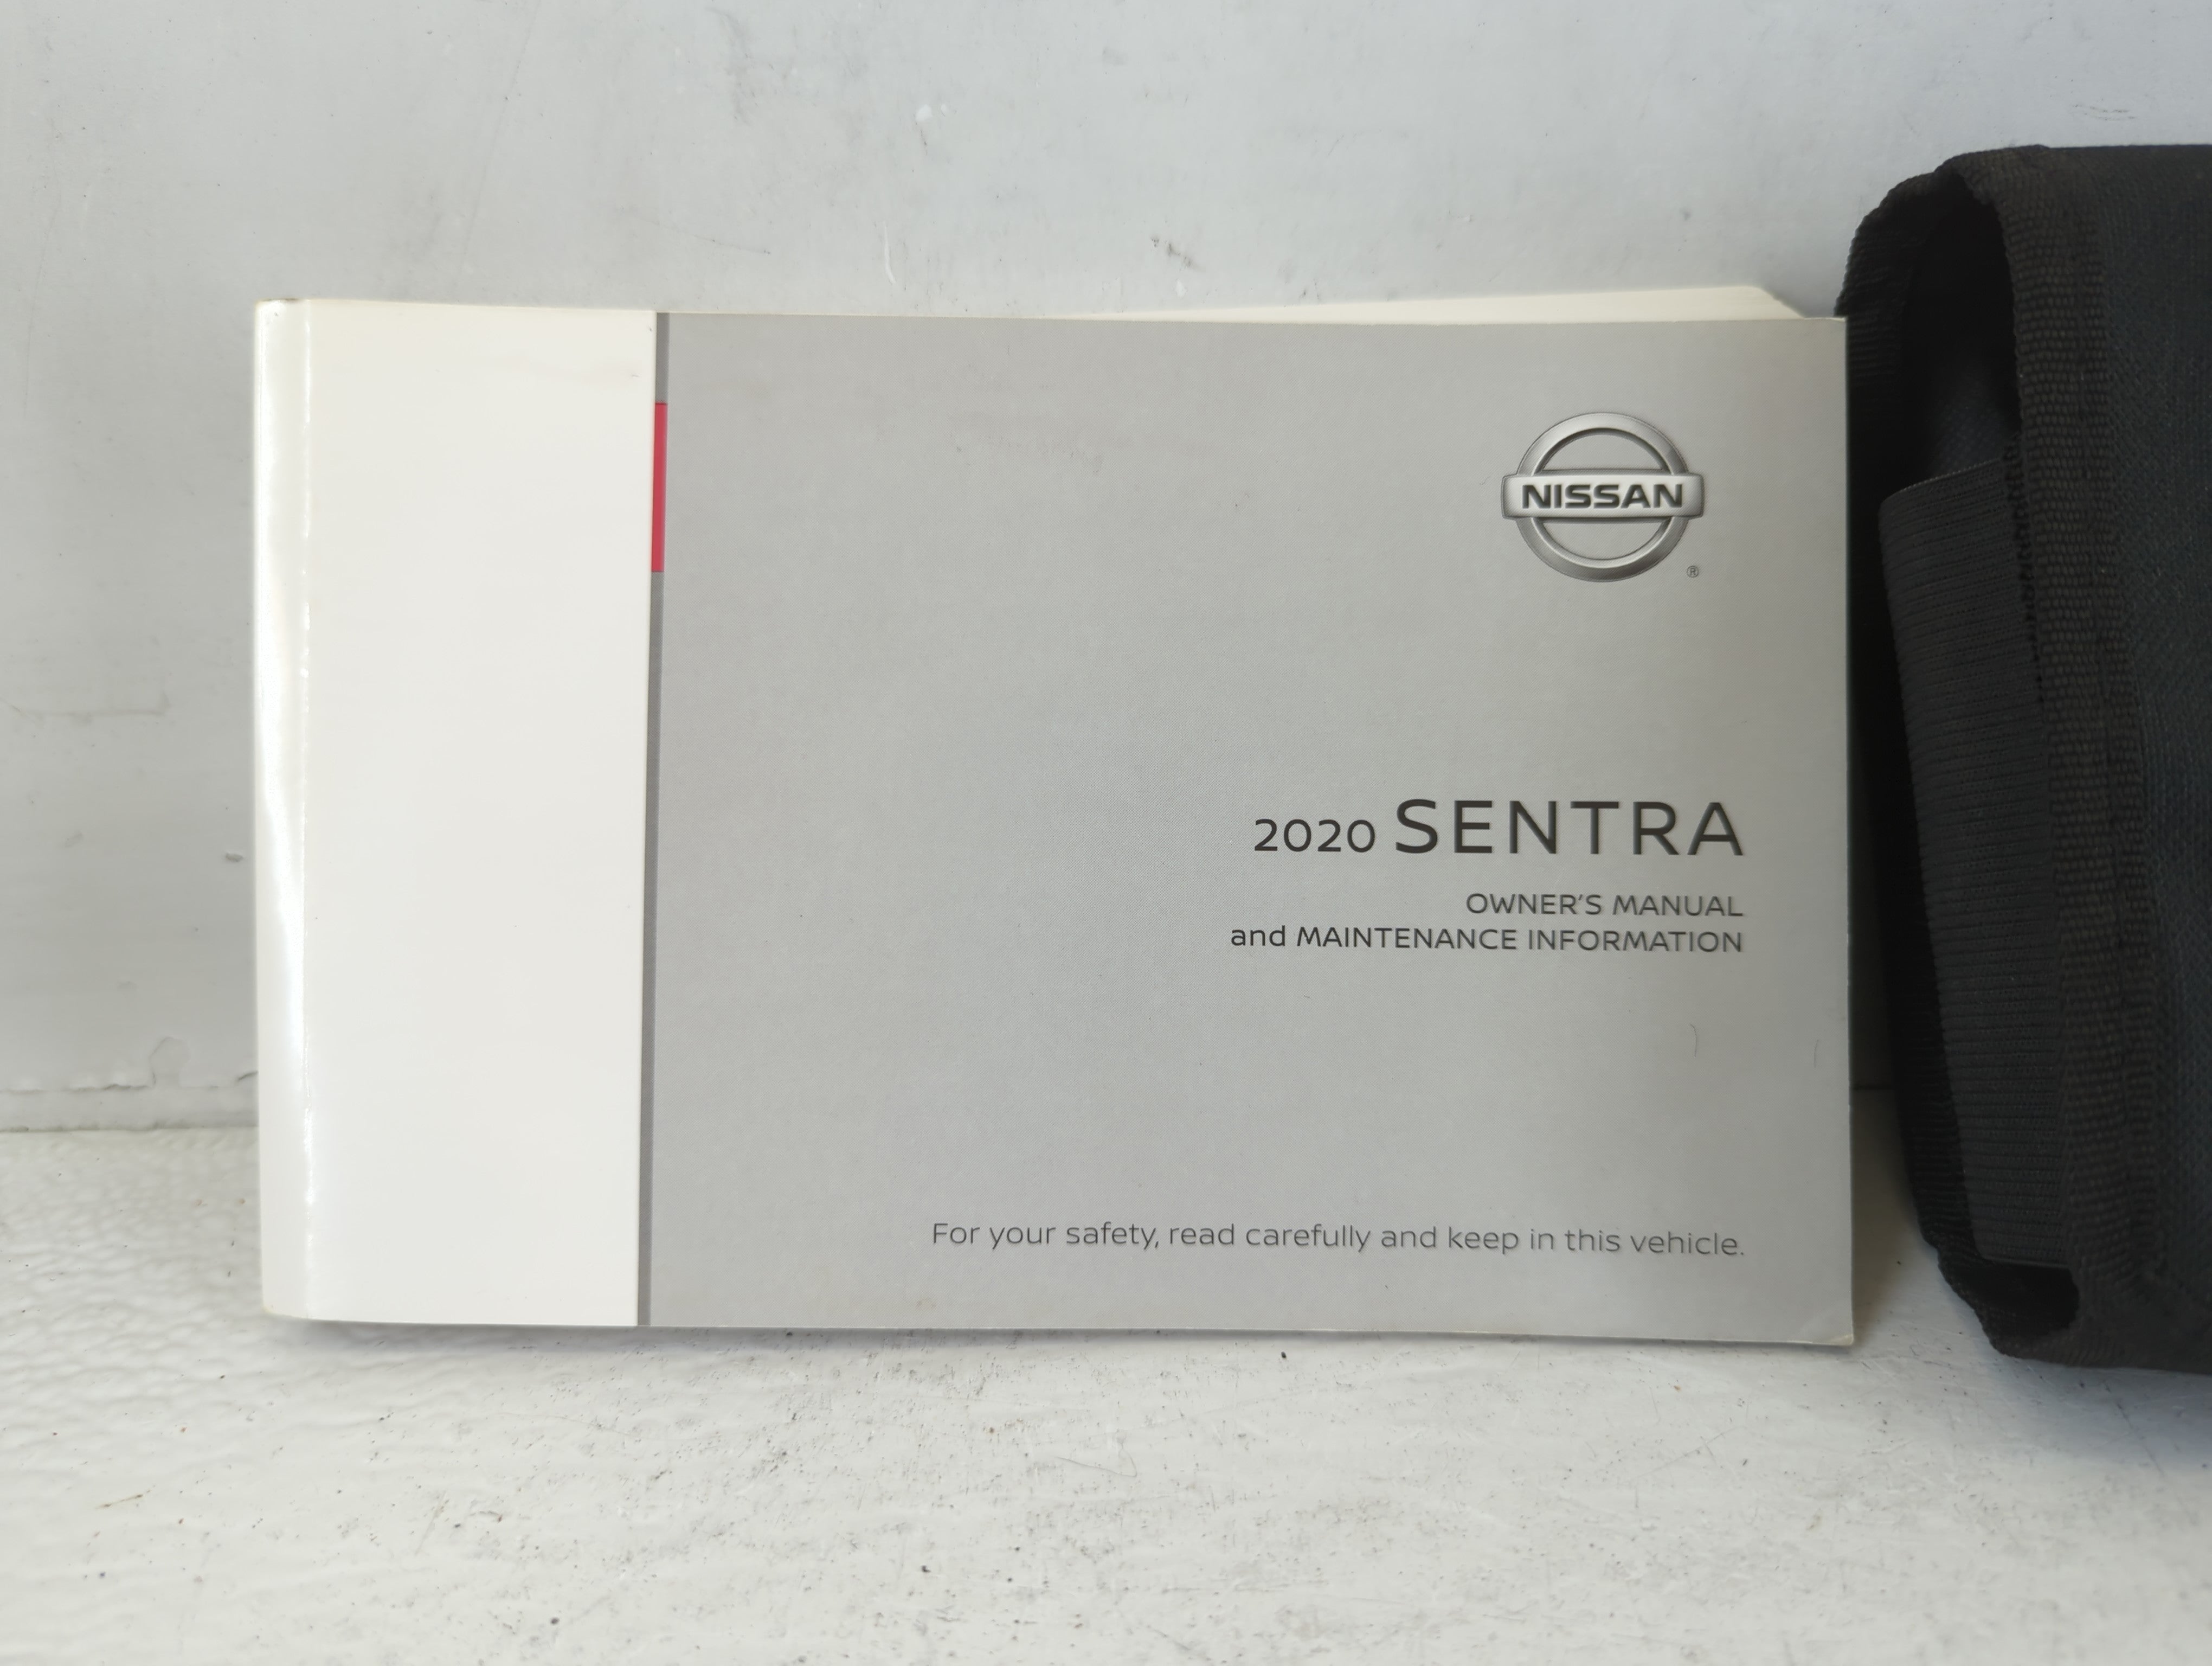 NISSAN
®
2020 SENTRA
OWNER'S MANUAL
and MAINTENANCE INFORMATION
For your safety, read carefully and keep in this vehicle.